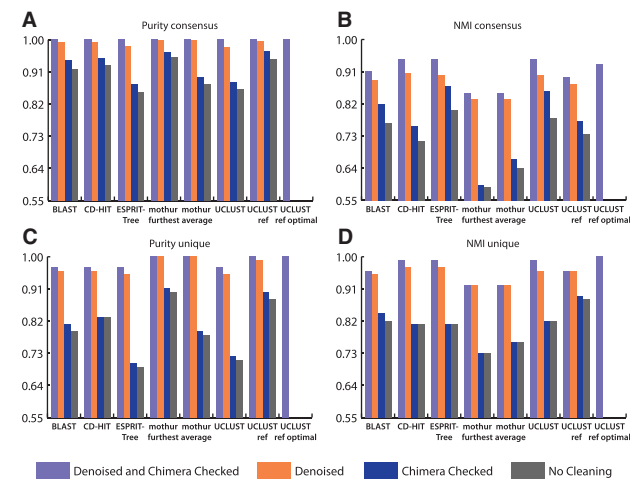 A
Purity consensus
1.00
0.91
0.82
0.73
0.64
0.55
BLAST CD-HIT ESPRIT- mothur mothur UCLUST UCLUST UCLUST
Tree furthest average ref ref optimal
B
NMI consensus
1.00
0.91
0.82
0.73
0.64
0.55
BLAST CD-HIT ESPRIT- mothur mothur UCLUST UCLUST UCLUST
Tree furthest average ref ref optimal
C
Purity unique
1.00
0.91
0.82
0.73
0.64
0.55
BLAST CD-HIT ESPRIT- mothur mothur UCLUST UCLUST UCLUST
Tree furthest average ref ref optimal
D
NMI unique
1.00
0.91
0.82
0.73
0.64
0.55
BLAST CD-HIT ESPRIT- mothur mothur UCLUST UCLUST UCLUST
Tree furthest average ref ref optimal
Denoised and Chimera Checked Denoised Chimera Checked No Cleaning